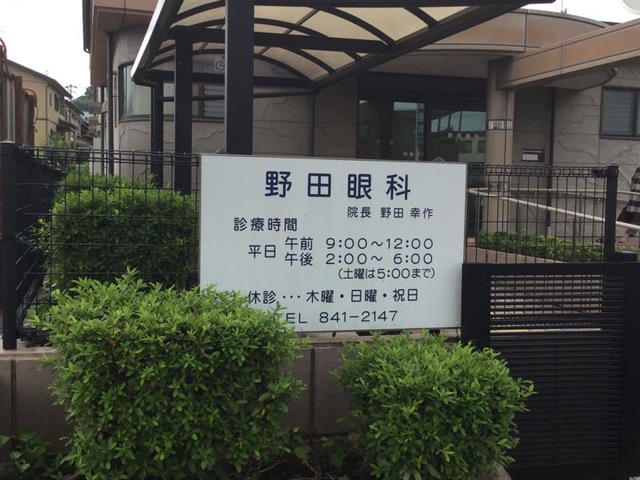 野田眼科
院長 野田 幸作
診療時間
平日 午前 9:00～12:00
午後 2:00～ 6:00
(土曜は5:00まで)
休診…木曜・日曜・祝日
TEL 841-2147